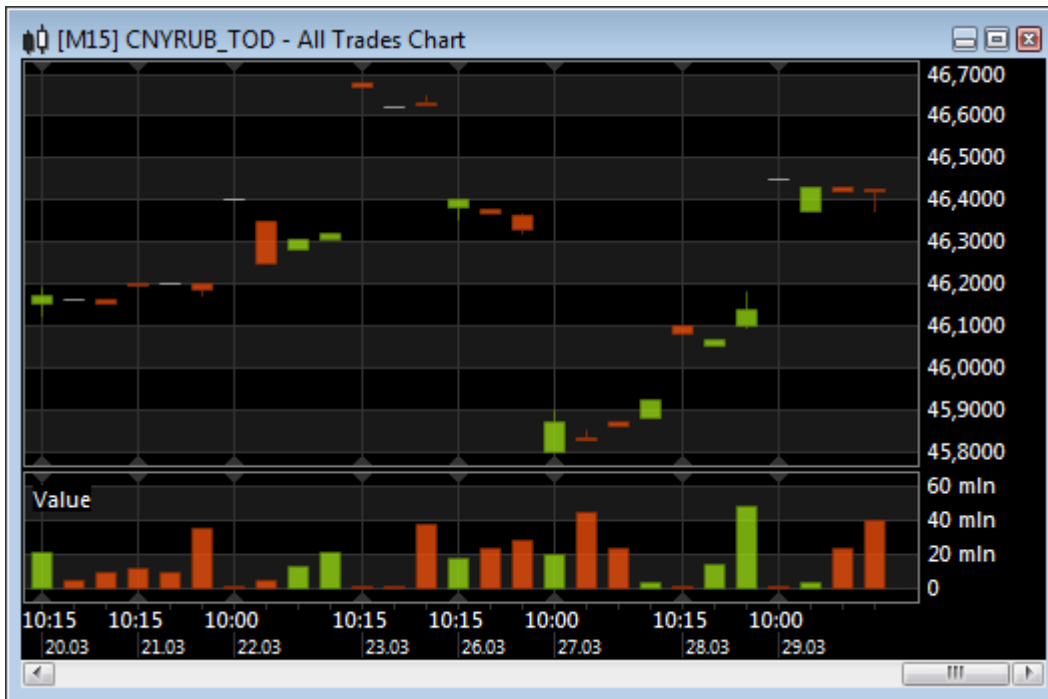 [M15] CNYRUB_TOD - All Trades Chart
46,7000
46,6000
46,5000
46,4000
46,3000
46,2000
46,1000
46,0000
45,9000
45,8000
Value
60 mln
40 mln
20 mln
0
10:15 10:15 10:00 10:15 10:15 10:00 10:15 10:00
20.03 21.03 22.03 23.03 26.03 27.03 28.03 29.03